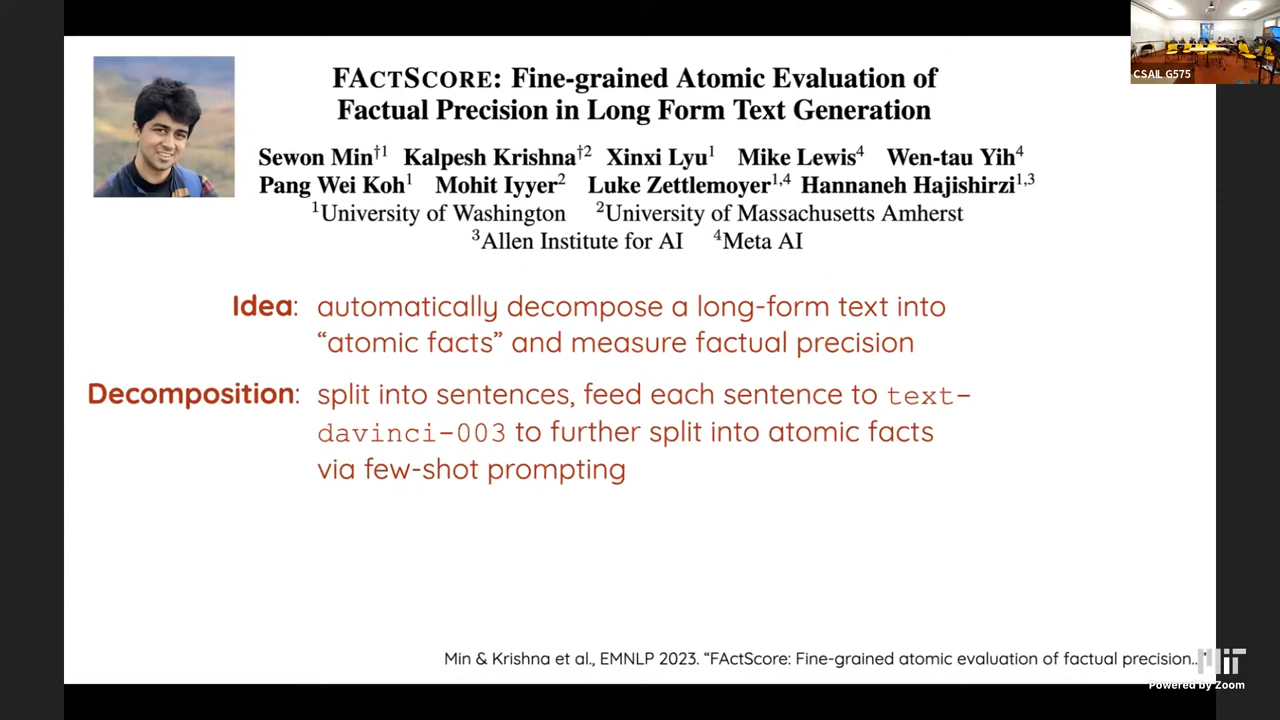 CSAIL G575
FACTSCORE: Fine-grained Atomic Evaluation of
Factual Precision in Long Form Text Generation
Sewon Min†1 Kalpesh Krishna†2 Xinxi Lyu1 Mike Lewis4 Wen-tau Yih4
Pang Wei Koh1 Mohit Iyyer2 Luke Zettlemoyer1,4 Hannaneh Hajishirzi1,3
1University of Washington 2University of Massachusetts Amherst
3Allen Institute for AI 4Meta AI
Idea: automatically decompose a long-form text into
“atomic facts” and measure factual precision
Decomposition: split into sentences, feed each sentence to text-
davinci-003 to further split into atomic facts
via few-shot prompting
Min & Krishna et al., EMNLP 2023. “FActScore: Fine-grained atomic evaluation of factual precision...”
MIT
Powered by Zoom